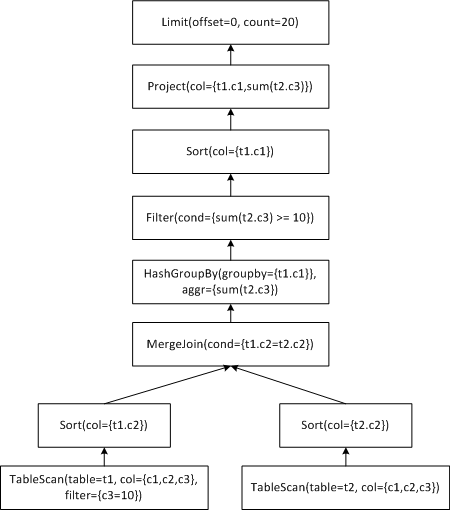 Limit(offset=0, count=20)
Project(col={t1.c1,sum(t2.c3)})
Sort(col={t1.c1})
Filter(cond={sum(t2.c3) >= 10})
HashGroupBy(groupby={t1.c1}},
aggr={sum(t2.c3})
MergeJoin(cond={t1.c2=t2.c2})
Sort(col={t1.c2})
Sort(col={t2.c2})
TableScan(table=t1, col={c1,c2,c3},
filter={c3=10})
TableScan(table=t2, col={c1,c2,c3})